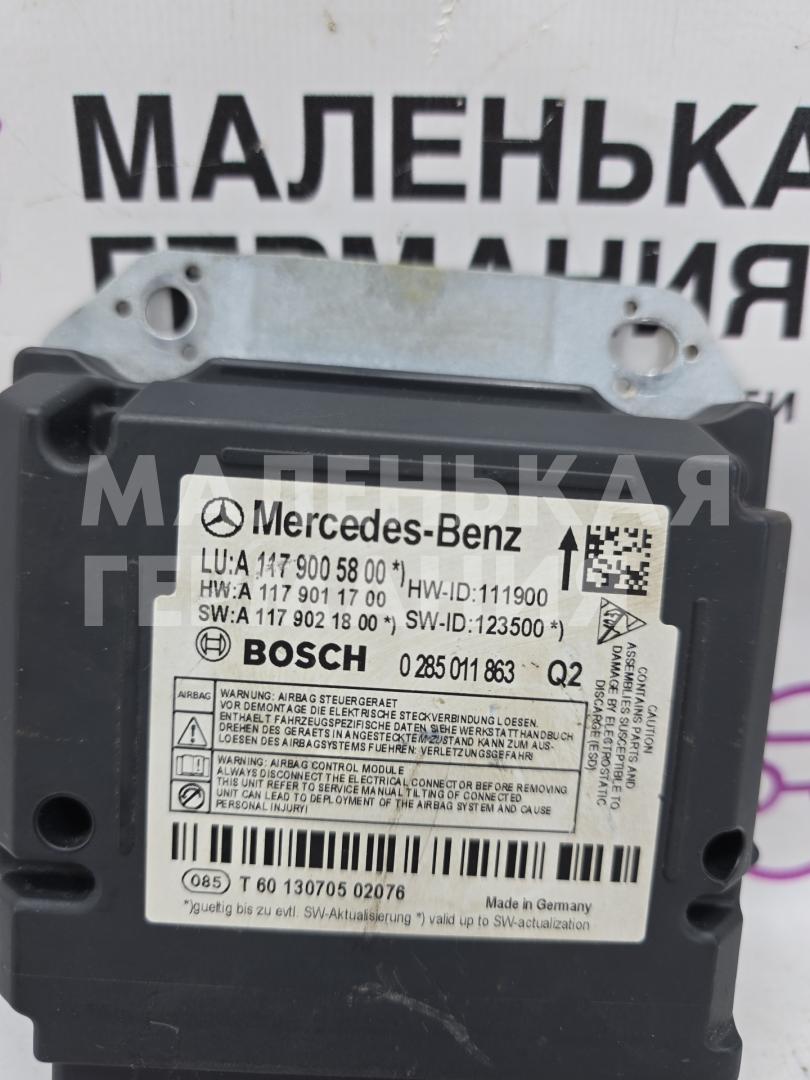 МАЛЕНЬКА
ГЕРМАНИЯ
ТИ
МАЛЕНЬКАЯ
ГЕРМАНИЯ
Mercedes-Benz
LU:A 117 900 58 00 *)
HW:A 117 901 17 00 HW-ID:111900
SW:A 117 902 18 00 *) SW-ID:123500 *)
BOSCH 0 285 011 863 Q2
CAUTION
CONTAINS PARTS AND
ASSEMBLIES SUSCEPTIBLE TO
DAMAGE BY ELECTROSTATIC
DISCARGE (ESD)
AIRBAG
WARNUNG: AIRBAG STEUERGERAET
VOR DEMONTAGE DIE ELEKTRISCHE STECKVERBINDUNG LOESEN.
ENTHAELT FAHRZEUGSPEZIFISCHE DATEN SIEHE WERKSTATTHANDBUCH
DREHEN DES GERAETS IN ANGESTECKTEM ZUSTAND KANN ZUM AUS-
LOESEN DES AIRBAGSYSTEMS FUEHREN: VERLETZUNGSGEFAHR!
WARNING: AIRBAG CONTROL MODULE
ALWAYS DISCONNECT THE ELECTRICAL CONNECTOR BEFORE REMOVING
THIS UNIT REFER TO SERVICE MANUAL TILTING OF CONNECTED
UNIT CAN LEAD TO DEPLOYMENT OF THE AIRBAG SYSTEM AND CAUSE
PERSONAL INJURY!
085 T 60 130705 02076
Made in Germany
*)gueltig bis zu evtl. SW-Aktualisierung *) valid up to SW-actualization